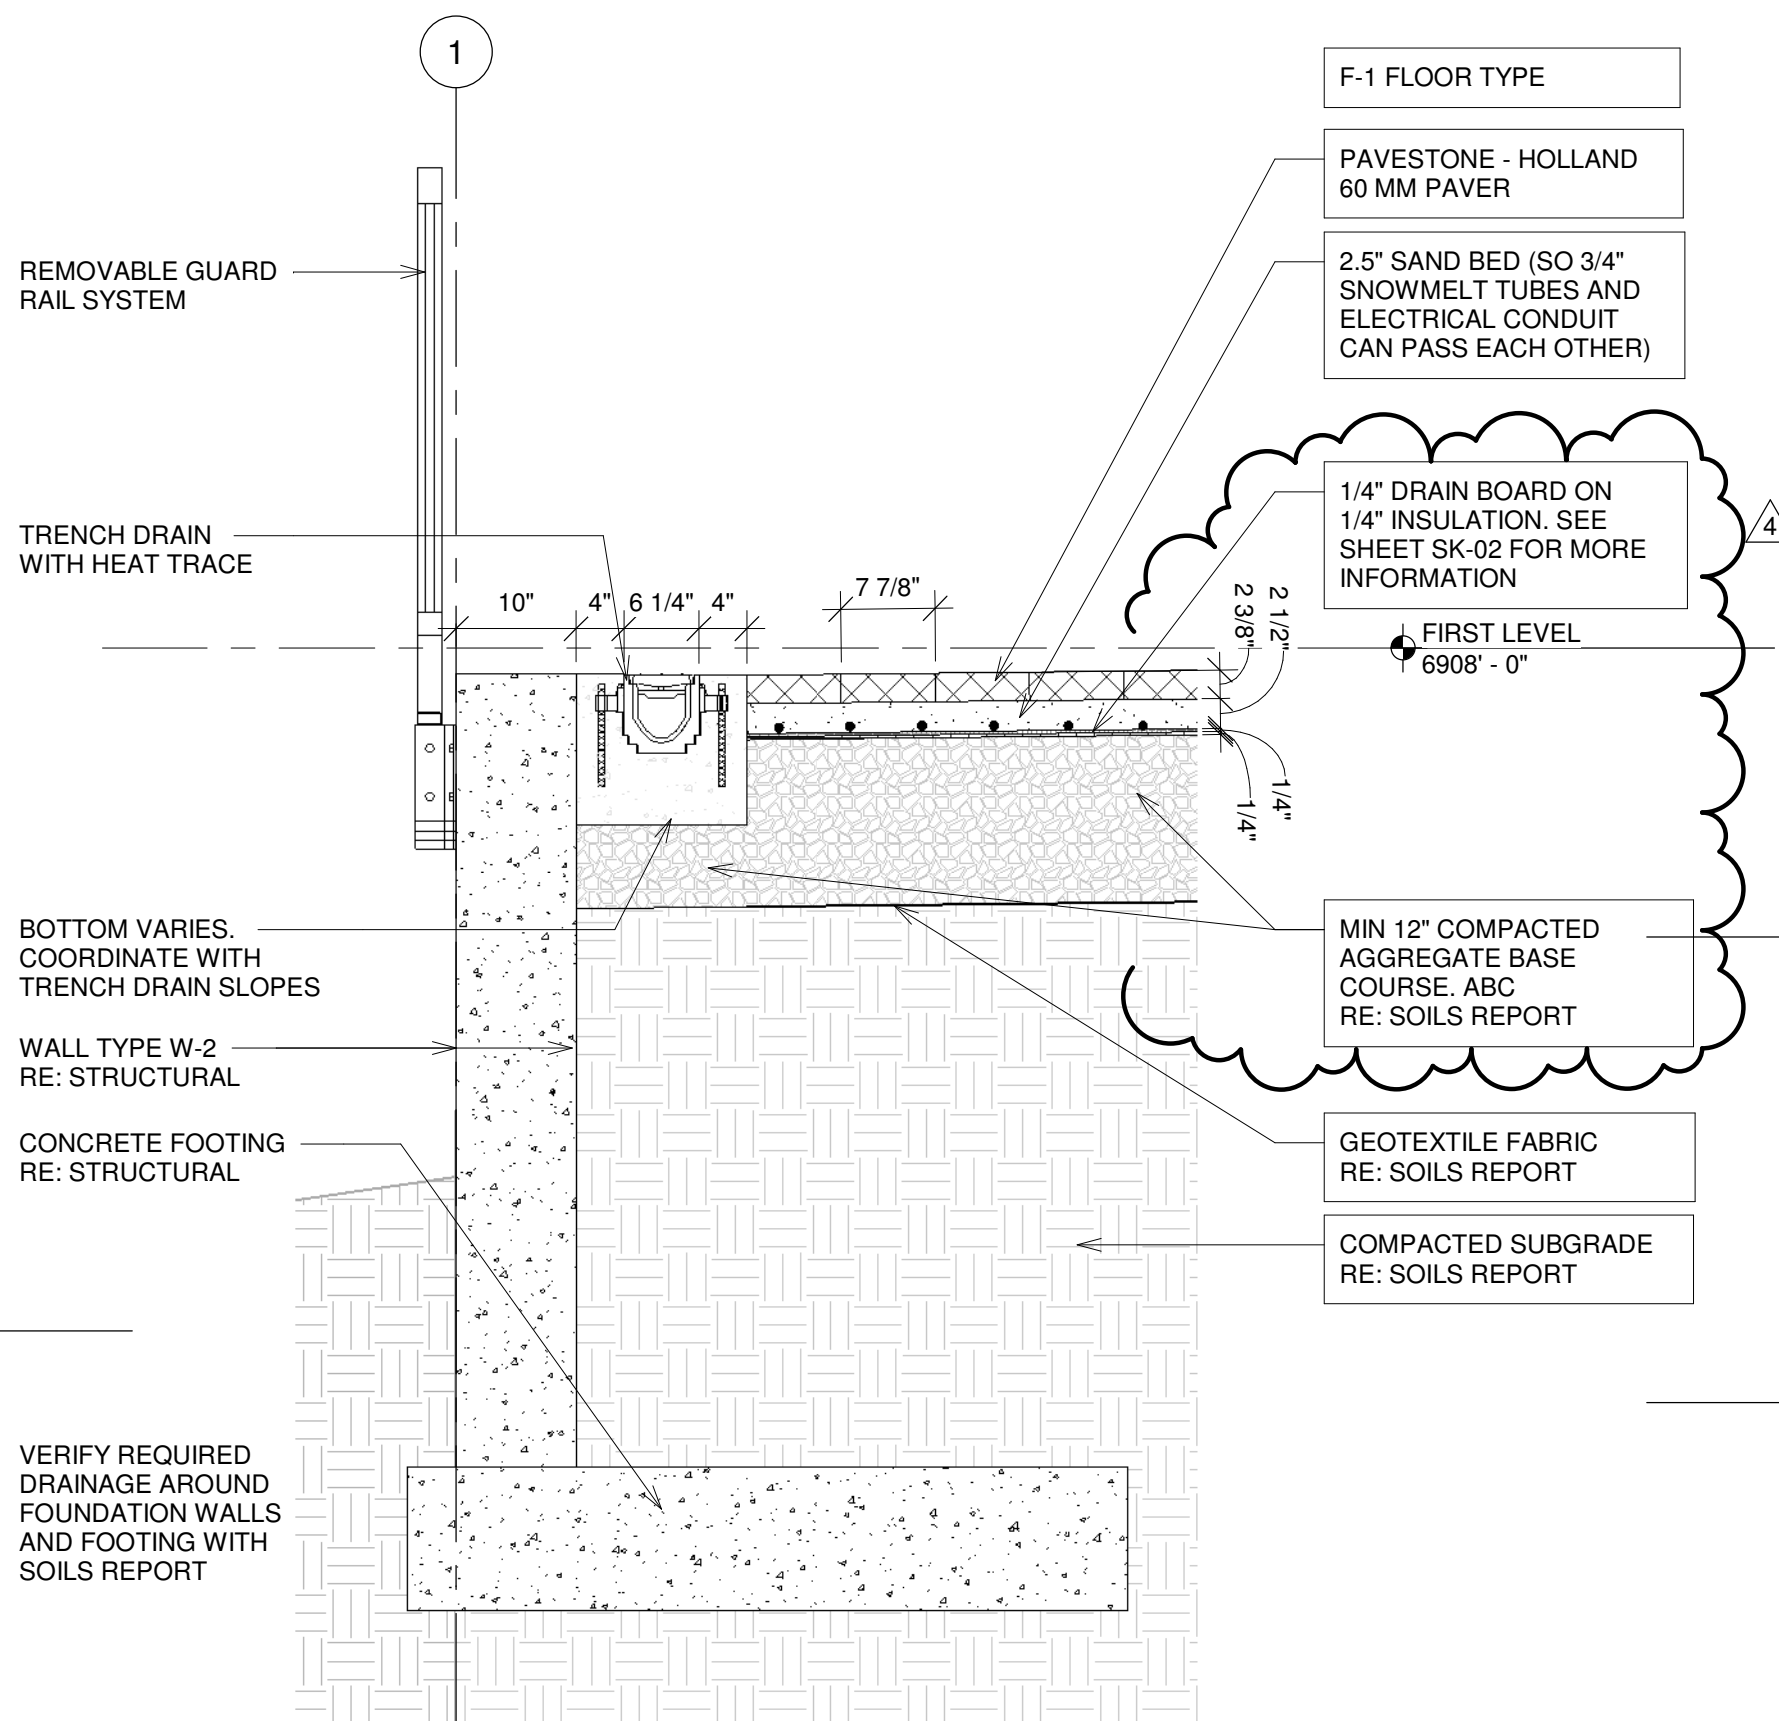 1
F-1 FLOOR TYPE
PAVESTONE - HOLLAND
60 MM PAVER
2.5" SAND BED (SO 3/4"
SNOWMELT TUBES AND
ELECTRICAL CONDUIT
CAN PASS EACH OTHER)
REMOVABLE GUARD
RAIL SYSTEM
1/4" DRAIN BOARD ON
1/4" INSULATION. SEE
SHEET SK-02 FOR MORE
INFORMATION
4
TRENCH DRAIN
WITH HEAT TRACE
10"
4"
6 1/4"
4"
7 7/8"
2 3/8"
2 1/2"
FIRST LEVEL
6908' - 0"
1/4"
1/4"
BOTTOM VARIES.
COORDINATE WITH
TRENCH DRAIN SLOPES
MIN 12" COMPACTED
AGGREGATE BASE
COURSE. ABC
RE: SOILS REPORT
WALL TYPE W-2
RE: STRUCTURAL
CONCRETE FOOTING
RE: STRUCTURAL
GEOTEXTILE FABRIC
RE: SOILS REPORT
COMPACTED SUBGRADE
RE: SOILS REPORT
VERIFY REQUIRED
DRAINAGE AROUND
FOUNDATION WALLS
AND FOOTING WITH
SOILS REPORT